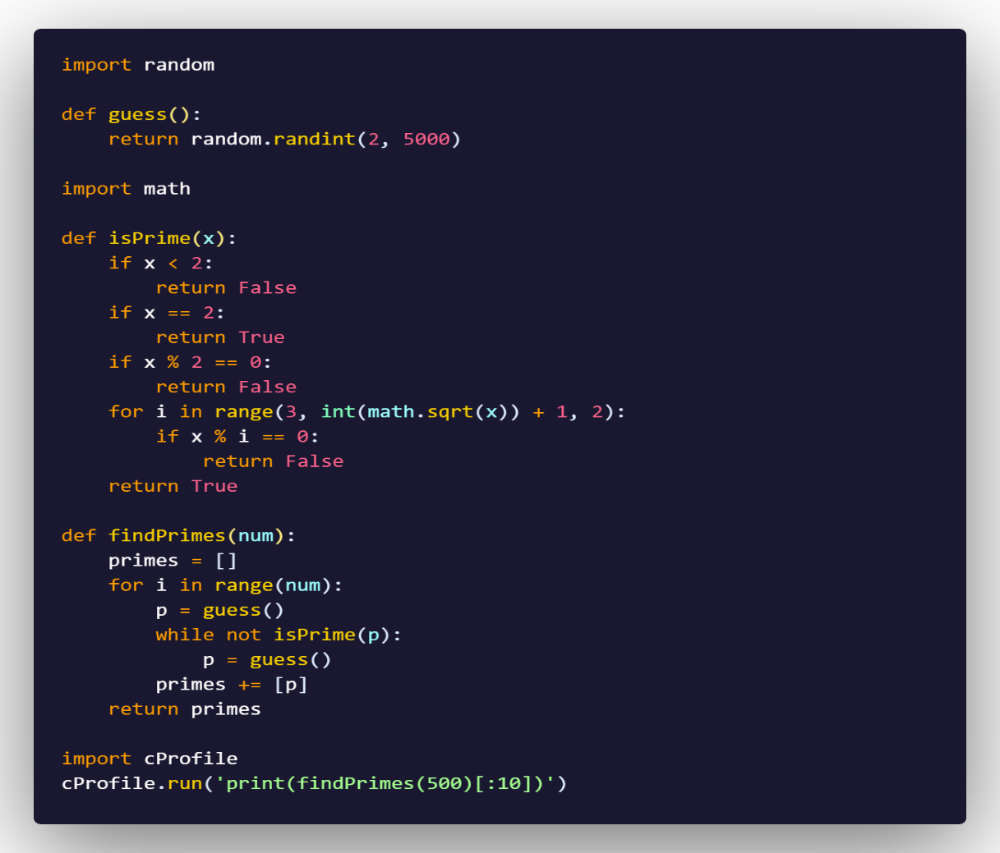 import random

def guess():
    return random.randint(2, 5000)

import math

def isPrime(x):
    if x < 2:
        return False
    if x == 2:
        return True
    if x % 2 == 0:
        return False
    for i in range(3, int(math.sqrt(x)) + 1, 2):
        if x % i == 0:
            return False
    return True

def findPrimes(num):
    primes = []
    for i in range(num):
        p = guess()
        while not isPrime(p):
            p = guess()
        primes += [p]
    return primes

import cProfile
cProfile.run('print(findPrimes(500)[:10])')